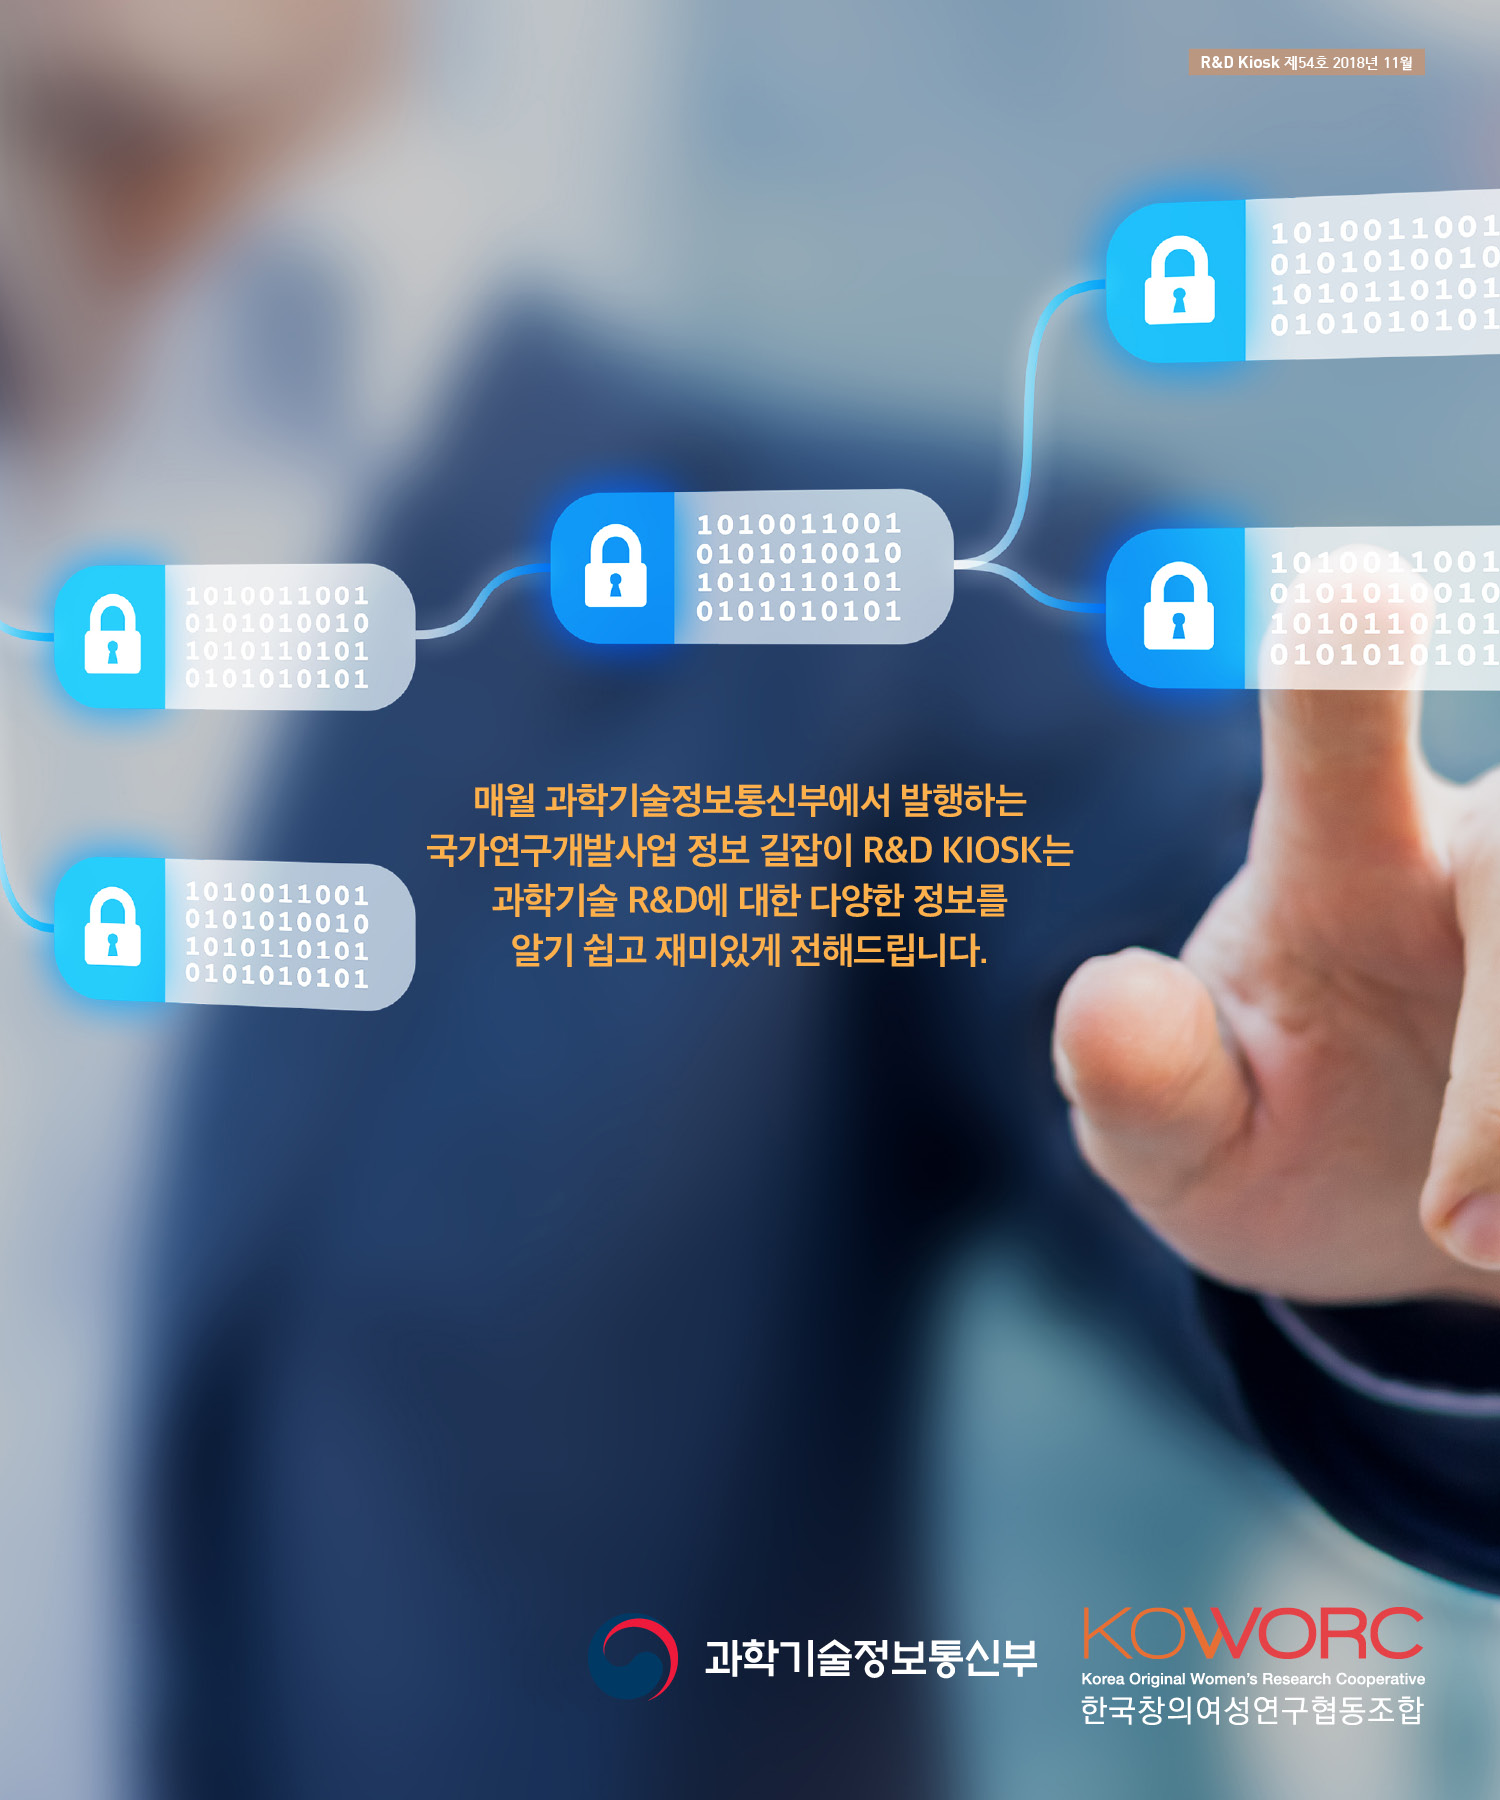 R&D Kiosk 제54호 2018년 11월
1010011001
0101010010
1010110101
0101010101
1010011001
0101010010
1010110101
0101010101
1010011001
0101010010
1010110101
0101010101
1010011001
0101010010
1010110101
0101010101
매월 과학기술정보통신부에서 발행하는
국가연구개발사업 정보 길잡이 R&D KIOSK는
과학기술 R&D에 대한 다양한 정보를
알기 쉽고 재미있게 전해드립니다.
1010011001
0101010010
1010110101
0101010101
과학기술정보통신부
KOWORC
Korea Original Women's Research Cooperative
한국창의여성연구협동조합